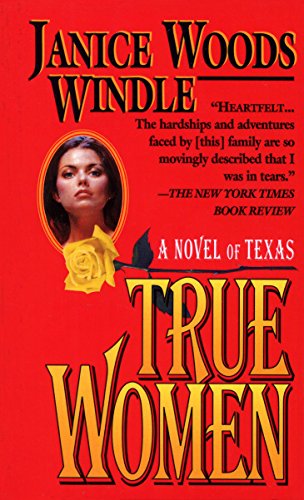 JANICE WOODS
WINDLE
"HEARTFELT...
The hardships and adventures
faced by [this] family are so
movingly described that I
was in tears."
—THE NEW YORK TIMES
BOOK REVIEW
A NOVEL OF TEXAS
TRUE
WOMEN